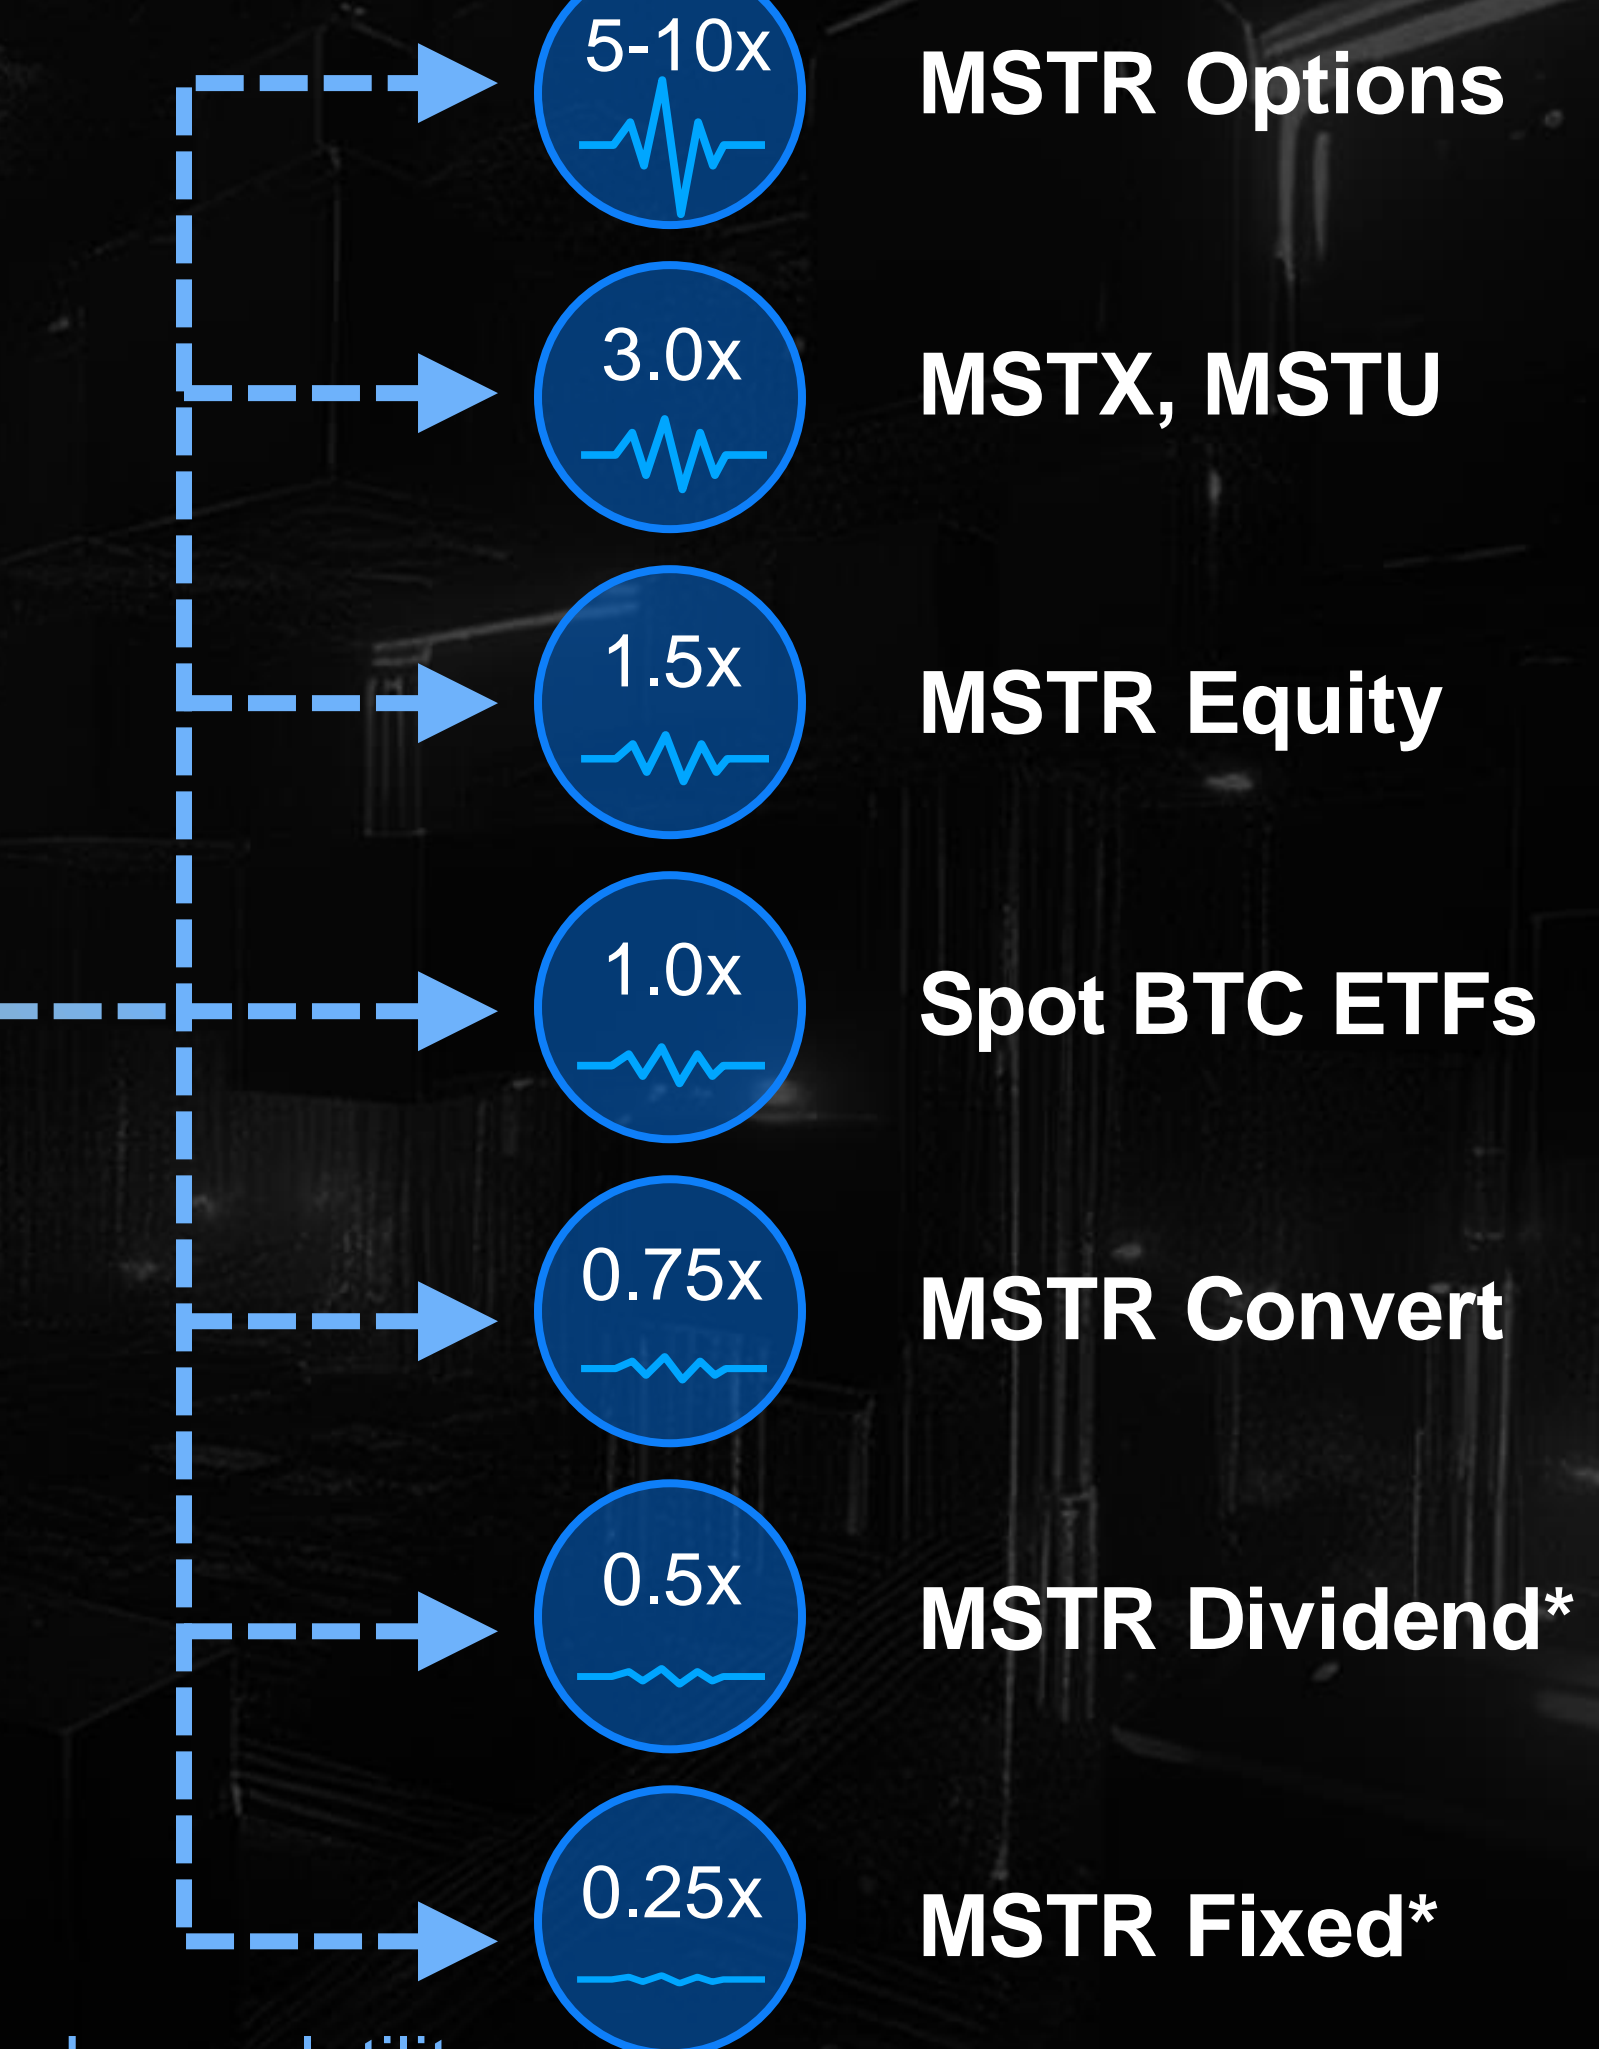 5-10x MSTR Options
3.0x MSTX, MSTU
1.5x MSTR Equity
1.0x Spot BTC ETFs
0.75x MSTR Convert
0.5x MSTR Dividend*
0.25x MSTR Fixed*